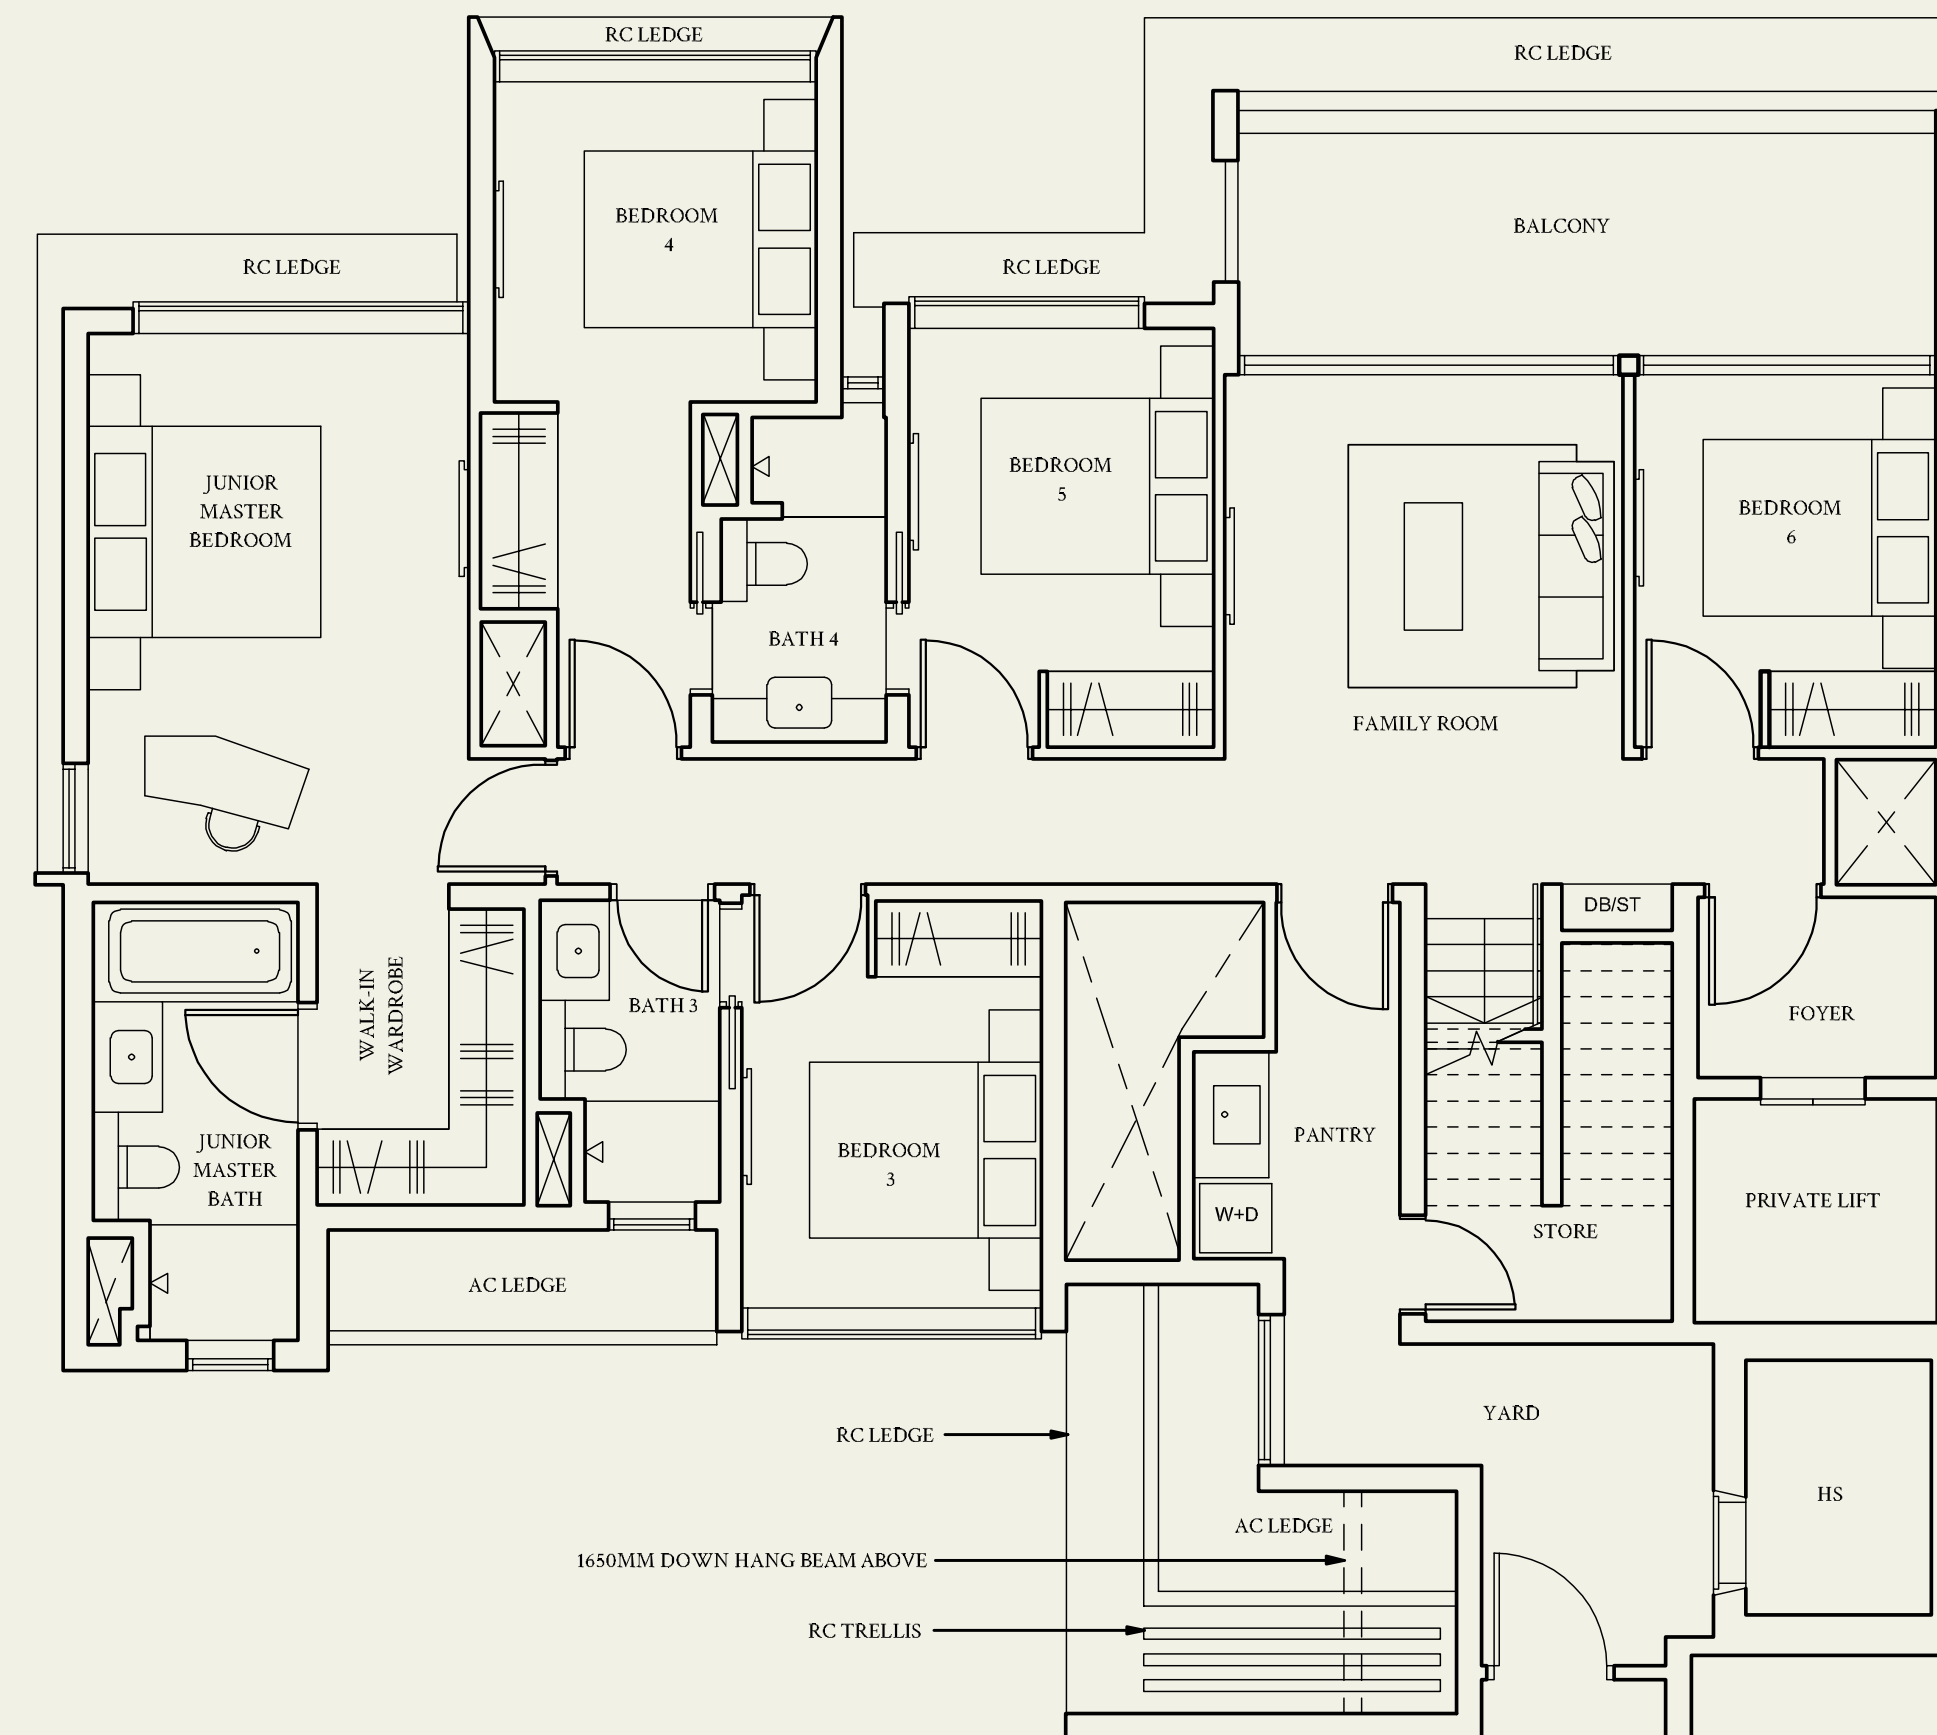 RC LEDGE
RC LEDGE
BEDROOM
4
BALCONY
RC LEDGE
RC LEDGE
JUNIOR
MASTER
BEDROOM
BEDROOM
5
BEDROOM
6
BATH 4
FAMILY ROOM
DB/ST
WALK-IN
WARDROBE
BATH 3
FOYER
JUNIOR
MASTER
BATH
BEDROOM
3
PANTRY
W+D
STORE
PRIVATE LIFT
AC LEDGE
YARD
RC LEDGE
HS
AC LEDGE
1650MM DOWN HANG BEAM ABOVE
RC TRELLIS